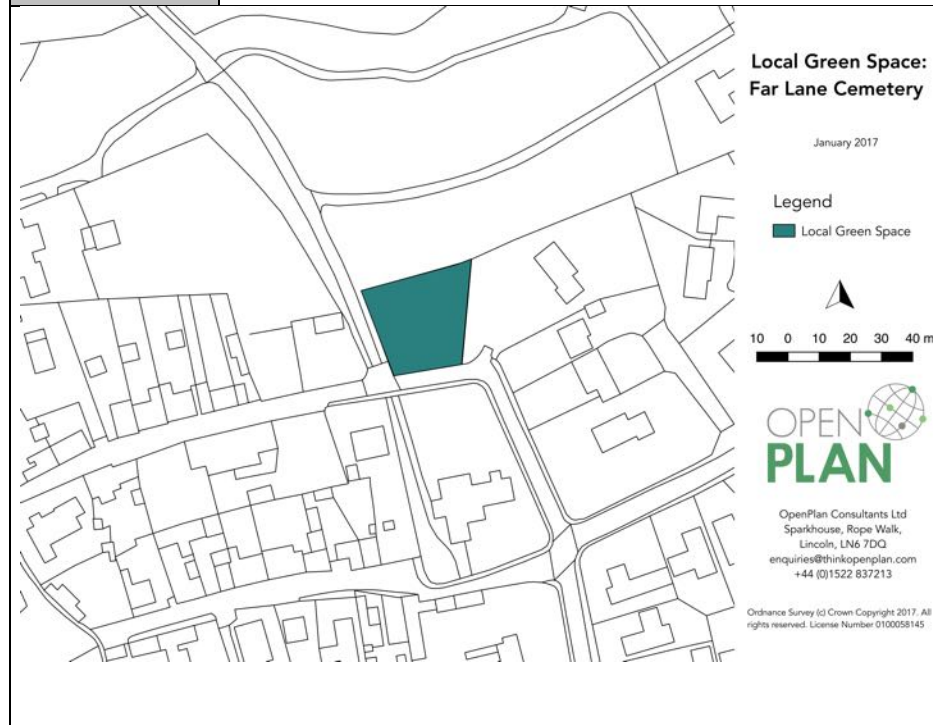 Local Green Space:
Far Lane Cemetery
January 2017
Legend
Local Green Space
10 0 10 20 30 40 m
OPEN
PLAN
OpenPlan Consultants Ltd
Sparkhouse, Rope Walk,
Lincoln, LN6 7DQ
enquiries@thinkopenplan.com
+44 (0)1522 837213
Ordnance Survey (c) Crown Copyright 2017. All
rights reserved. License Number 0100058145